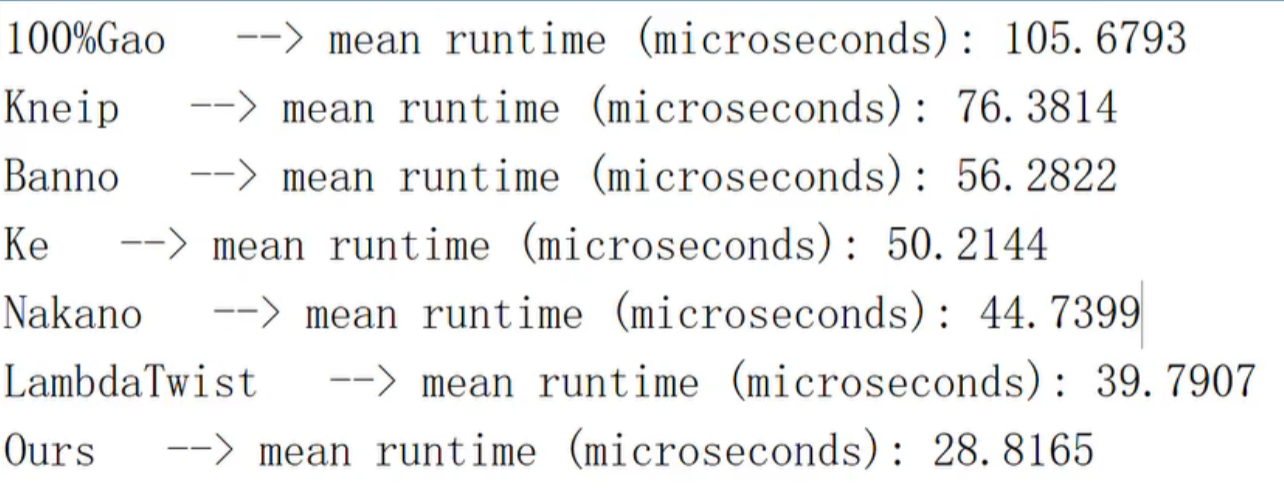 100%Gao --> mean runtime (microseconds): 105.6793
Kneip --> mean runtime (microseconds): 76.3814
Banno --> mean runtime (microseconds): 56.2822
Ke --> mean runtime (microseconds): 50.2144
Nakano --> mean runtime (microseconds): 44.7399
LambdaTwist --> mean runtime (microseconds): 39.7907
Ours --> mean runtime (microseconds): 28.8165